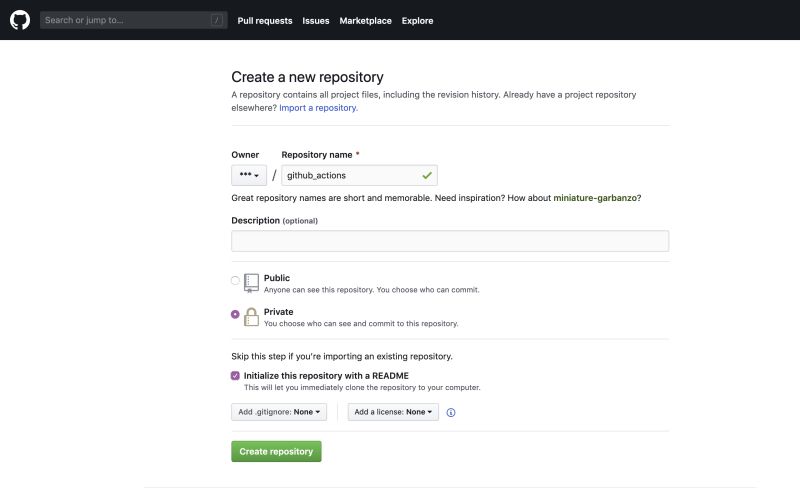 Search or jump to... /
Pull requests Issues Marketplace Explore
Create a new repository
A repository contains all project files, including the revision history. Already have a project repository
elsewhere? Import a repository.
Owner Repository name *
*** / github_actions
Great repository names are short and memorable. Need inspiration? How about miniature-garbanzo?
Description (optional)
Public
Anyone can see this repository. You choose who can commit.
Private
You choose who can see and commit to this repository.
Skip this step if you're importing an existing repository.
Initialize this repository with a README
This will let you immediately clone the repository to your computer.
Add .gitignore: None Add a license: None
Create repository